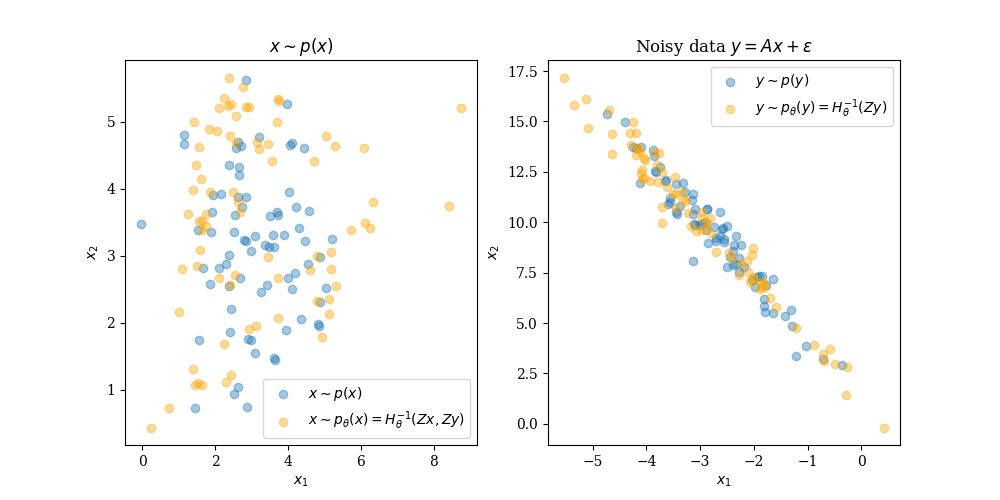 x ~ p(x)
5
4
3
2
1
0
2
4
6
8
x₂
x₁
x ~ p(x)
x ~ p_θ(x) = H_θ⁻¹(Zx, Zy)
Noisy data y = Ax + ε
17.5
15.0
12.5
10.0
7.5
5.0
2.5
0.0
−5
−4
−3
−2
−1
0
x₂
x₁
y ~ p(y)
y ~ p_θ(y) = H_θ⁻¹(Zy)